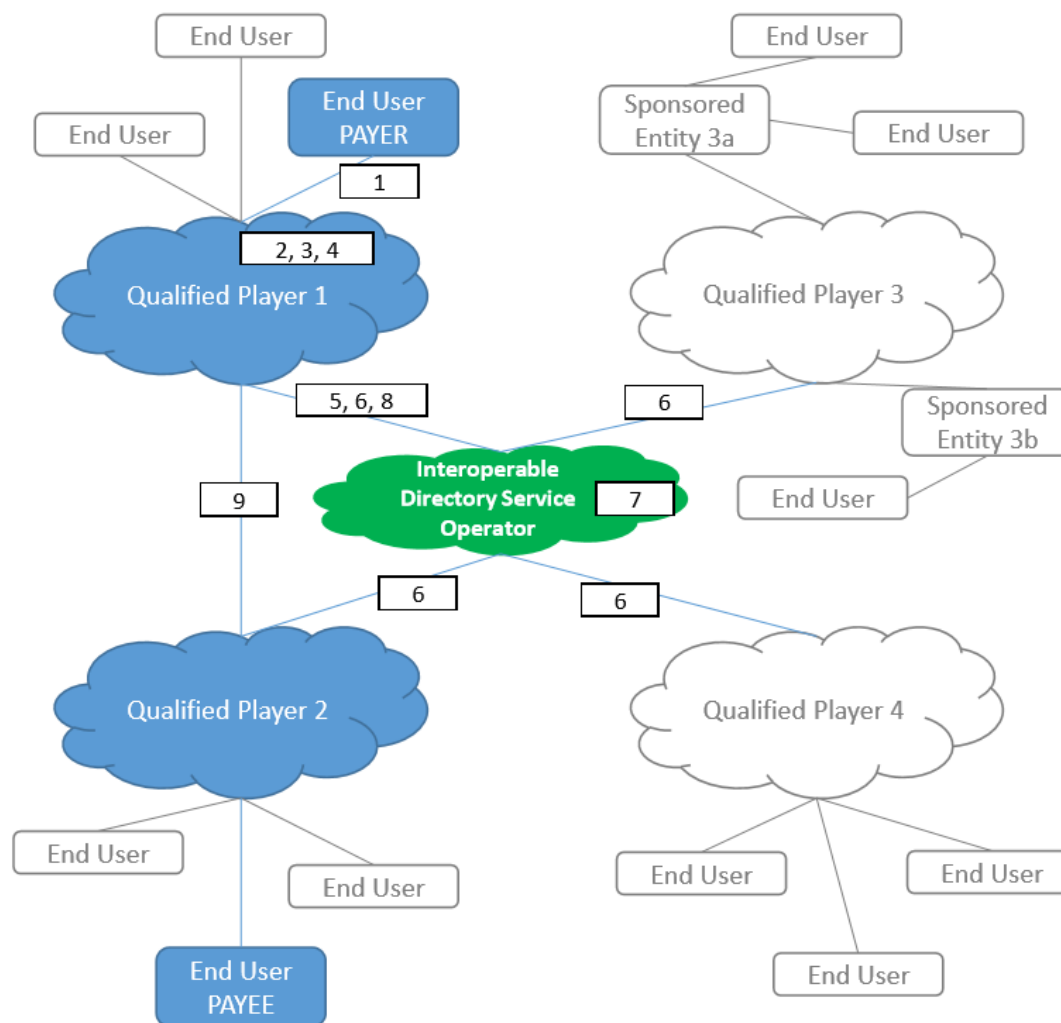 End User
End User
PAYER
End User
1
2, 3, 4
Qualified Player 1
End User
Sponsored
Entity 3a
End User
Qualified Player 3
5, 6, 8
6
Sponsored
Entity 3b
End User
Interoperable
Directory Service
Operator
7
9
6
6
Qualified Player 2
Qualified Player 4
End User
End User
End User
PAYEE
End User
End User
End User